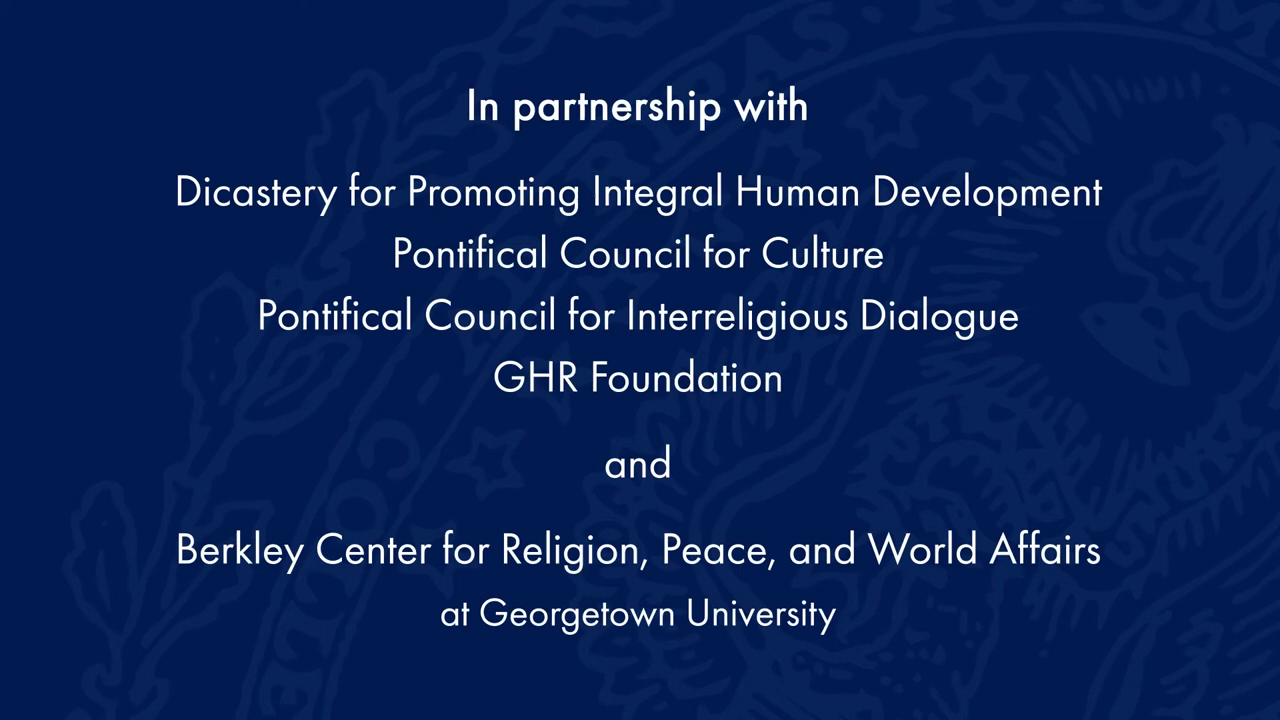 In partnership with
Dicastery for Promoting Integral Human Development
Pontifical Council for Culture
Pontifical Council for Interreligious Dialogue
GHR Foundation
and
Berkley Center for Religion, Peace, and World Affairs
at Georgetown University